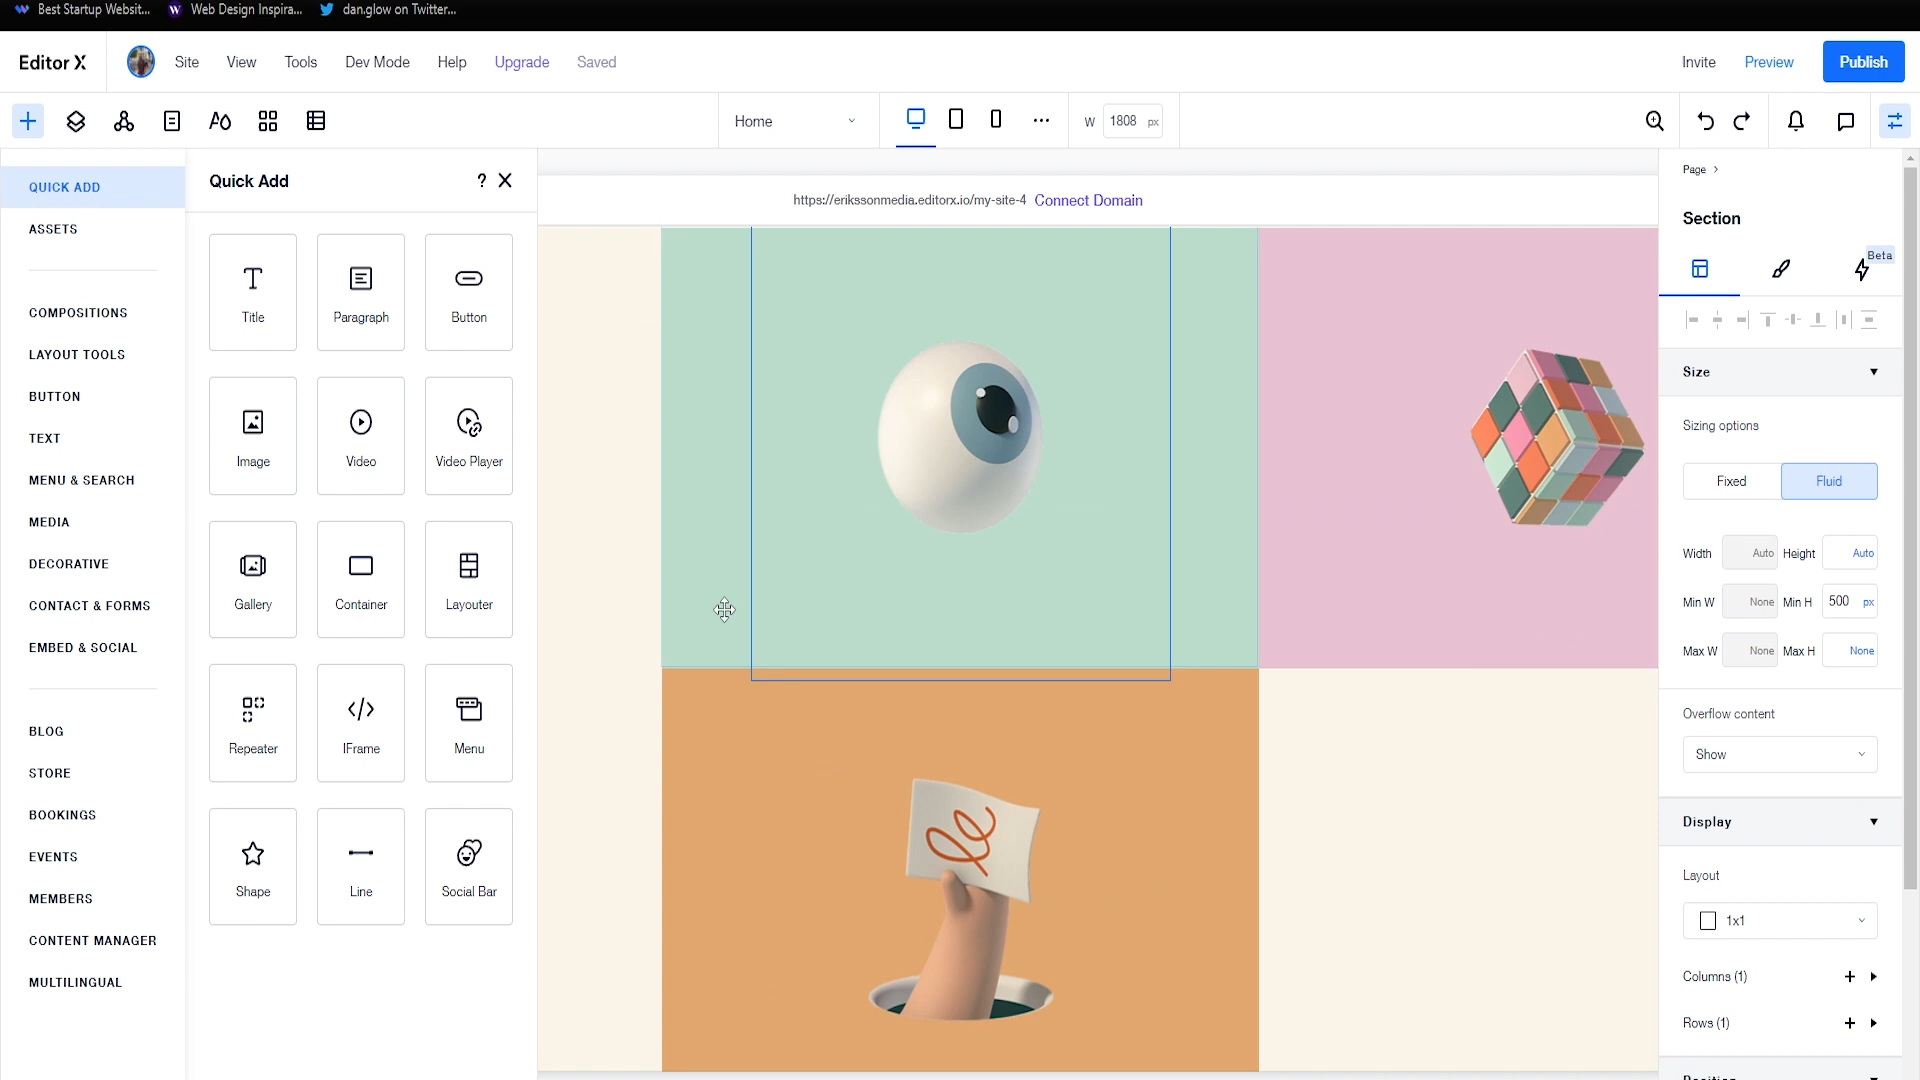 Best Startup Websit...
Web Design Inspira...
dan.glow on Twitter...
Editor X
Site
View
Tools
Dev Mode
Help
Upgrade
Saved
Invite
Preview
Publish
Home
W
1808 px
QUICK ADD
ASSETS
COMPOSITIONS
LAYOUT TOOLS
BUTTON
TEXT
MENU & SEARCH
MEDIA
DECORATIVE
CONTACT & FORMS
EMBED & SOCIAL
BLOG
STORE
BOOKINGS
EVENTS
MEMBERS
CONTENT MANAGER
MULTILINGUAL
Quick Add
?
Title
Paragraph
Button
Image
Video
Video Player
Gallery
Container
Layouter
Repeater
IFrame
Menu
Shape
Line
Social Bar
https://erikssonmedia.editorx.io/my-site-4 Connect Domain
Page
Section
Beta
Size
Sizing options
Fixed
Fluid
Width Auto Height Auto
Min W None Min H 500 px
Max W None Max H None
Overflow content
Show
Display
Layout
1x1
Columns (1)
Rows (1)
Position